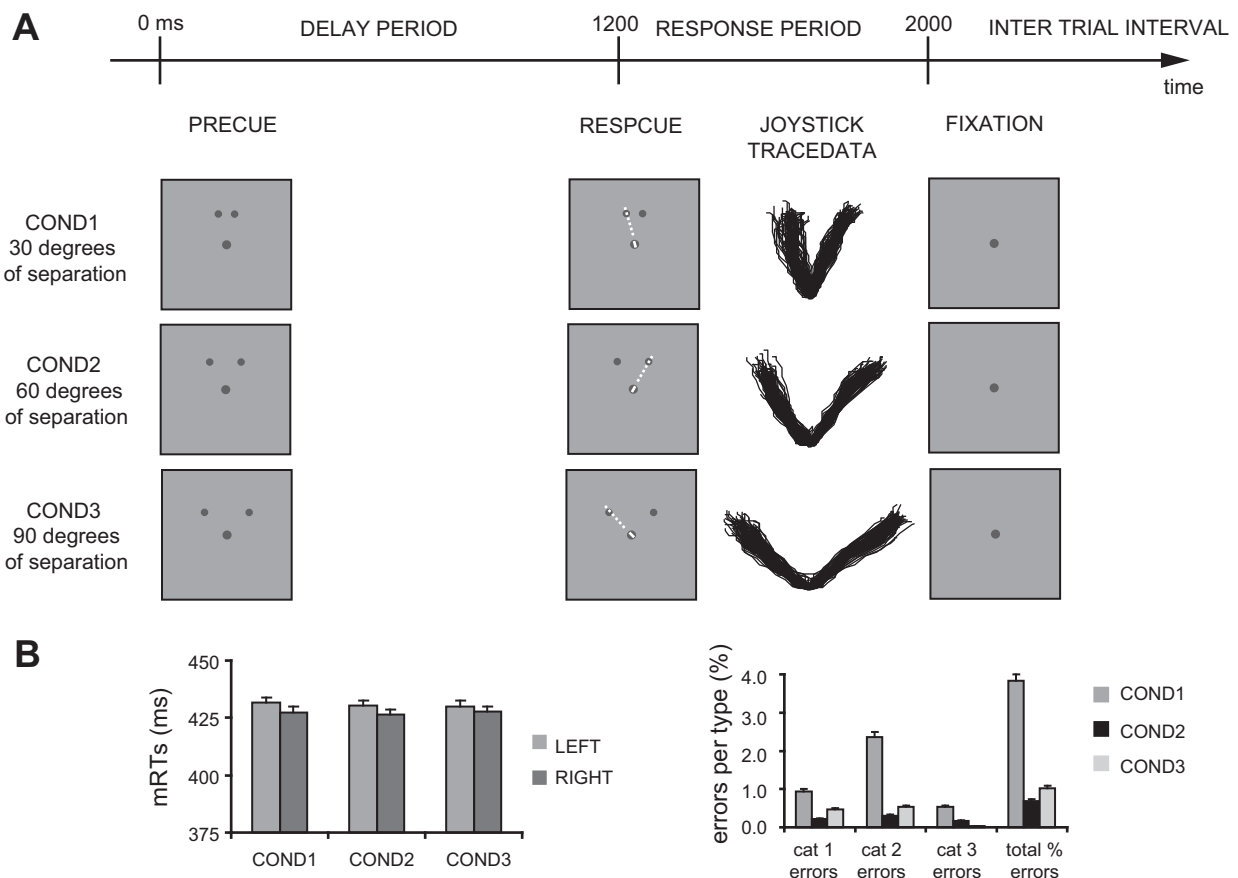 A
0 ms
DELAY PERIOD
1200
RESPONSE PERIOD
2000
INTER TRIAL INTERVAL
time
PRECUE
RESPCUE
JOYSTICK
TRACEDATA
FIXATION
COND1
30 degrees
of separation
COND2
60 degrees
of separation
COND3
90 degrees
of separation
B
mRTs (ms)
450
425
400
375
COND1
COND2
COND3
LEFT
RIGHT
errors per type (%)
4.0
3.0
2.0
1.0
0.0
cat 1
errors
cat 2
errors
cat 3
errors
total %
errors
COND1
COND2
COND3